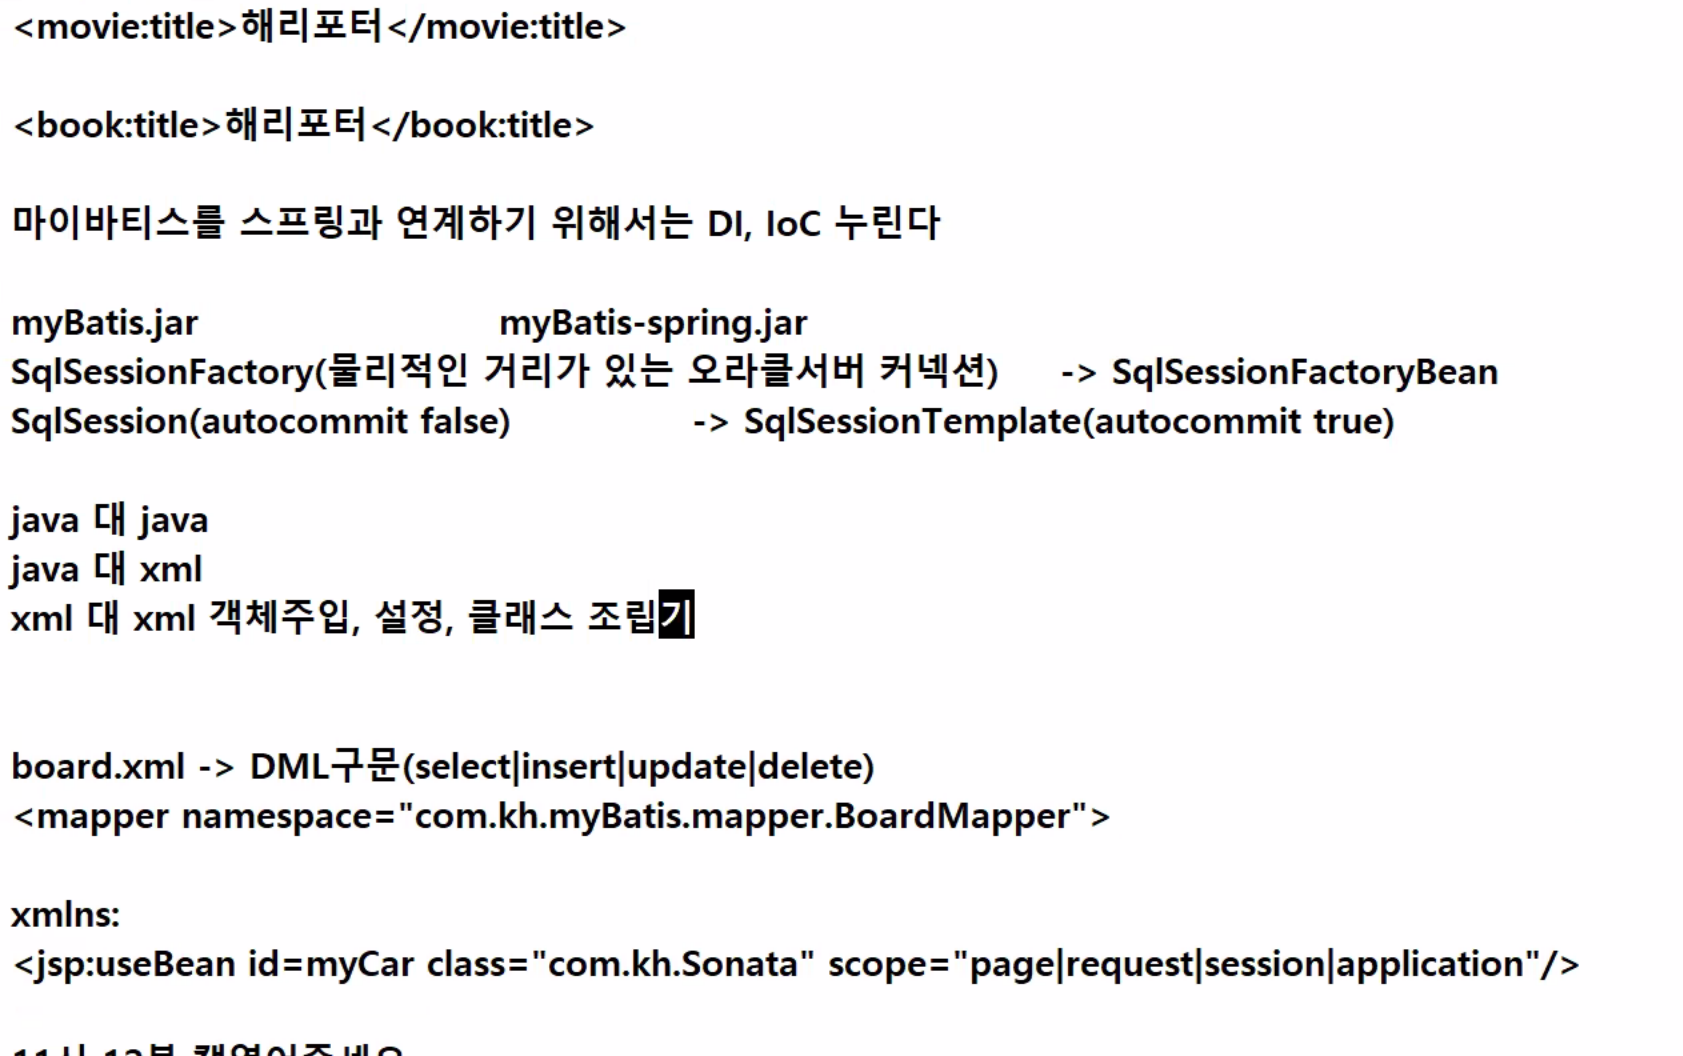 <movie:title>해리포터</movie:title>
<book:title>해리포터</book:title>
마이바티스를 스프링과 연계하기 위해서는 DI, IoC 누린다
myBatis.jar myBatis-spring.jar
SqlSessionFactory(물리적인 거리가 있는 오라클서버 커넥션) -> SqlSessionFactoryBean
SqlSession(autocommit false) -> SqlSessionTemplate(autocommit true)
java 대 java
java 대 xml
xml 대 xml 객체주입, 설정, 클래스 조립기
board.xml -> DML구문(select|insert|update|delete)
<mapper namespace="com.kh.myBatis.mapper.BoardMapper">
xmlns:
<jsp:useBean id=myCar class="com.kh.Sonata" scope="page|request|session|application"/>